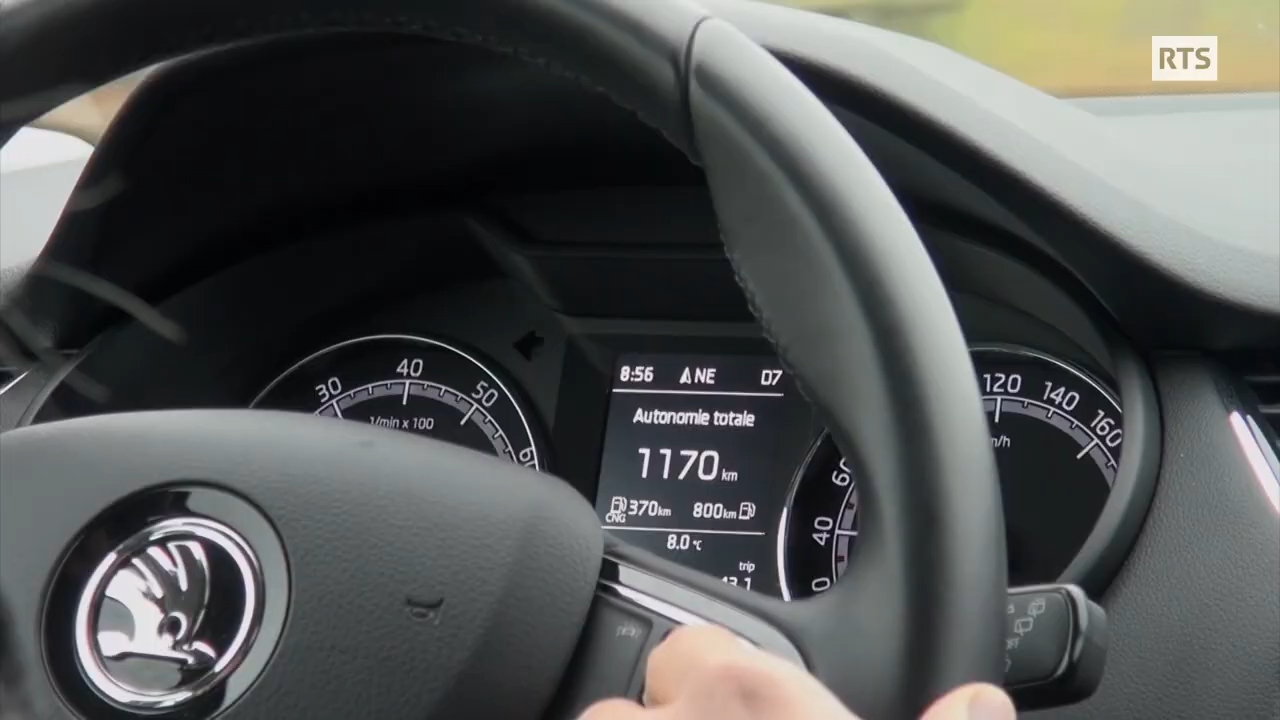 RTS
8:56 NE D7
Autonomie totale
1170 km
CNG 370km 800km
8.0 °C
trip
30 40 50
1/min x 100
40 60
120 140 160